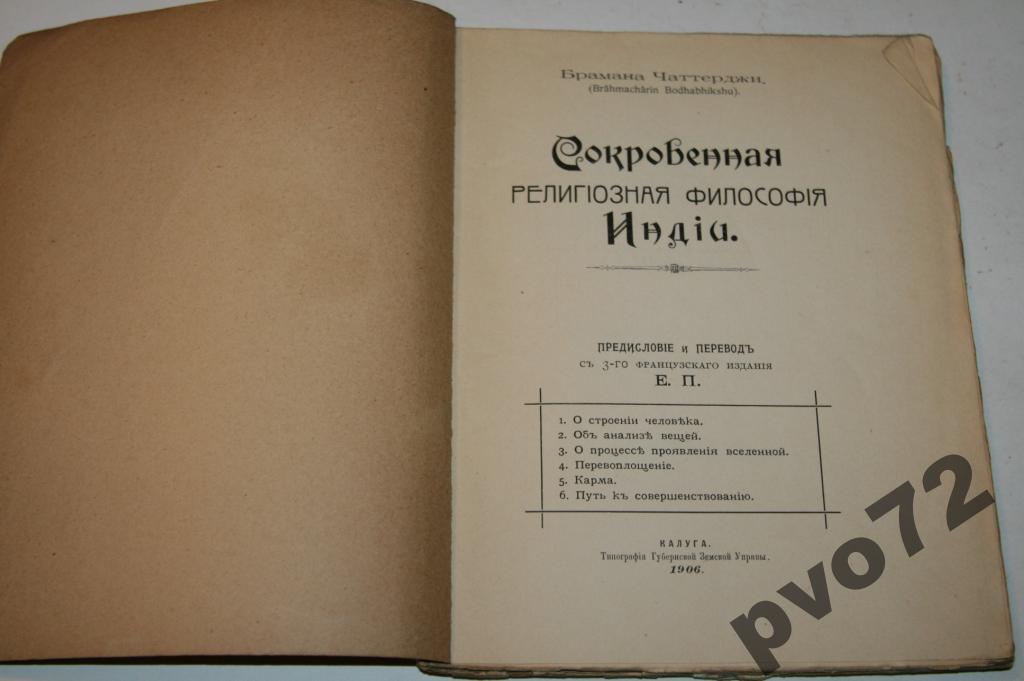 Брамана Чаттерджи.
(Brâhmachârin Bodhabhikshu).
Сокровенная
РЕЛИГІОЗНАЯ ФИЛОСОФІЯ
Индіи.
ПРЕДИСЛОВІЕ и ПЕРЕВОДЪ
СЪ 3-ГО ФРАНЦУЗСКАГО ИЗДАНІЯ
Е. П.
1. О строеніи человѣка.
2. Объ анализѣ вещей.
3. О процессѣ проявленія вселенной.
4. Перевоплощеніе.
5. Карма.
6. Путь къ совершенствованію.
КАЛУГА.
Типографія Губернской Земской Управы.
1906.
pvo72